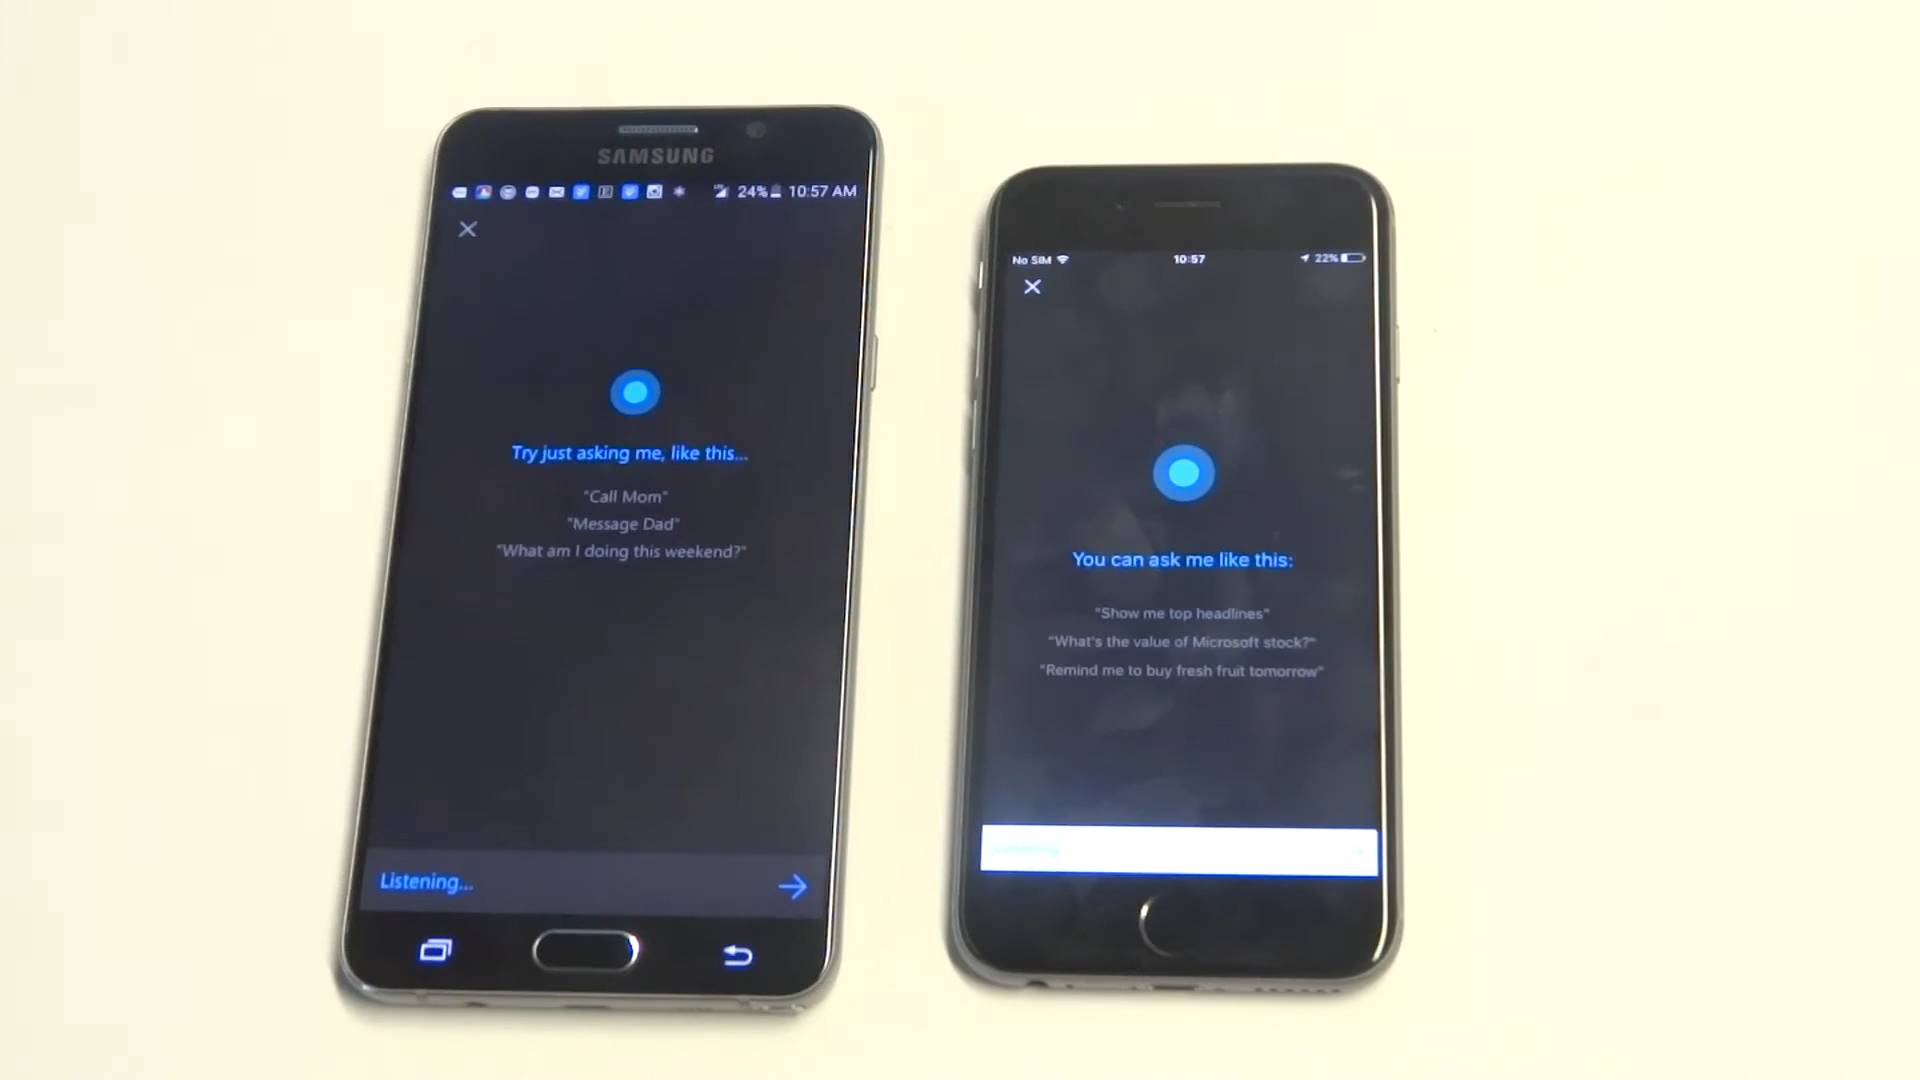 SAMSUNG
24% 10:57 AM
Try just asking me, like this...
"Call Mom"
"Message Dad"
"What am I doing this weekend?"
Listening...
No SIM 10:57 22%
You can ask me like this:
"Show me top headlines"
"What's the value of Microsoft stock?"
"Remind me to buy fresh fruit tomorrow"